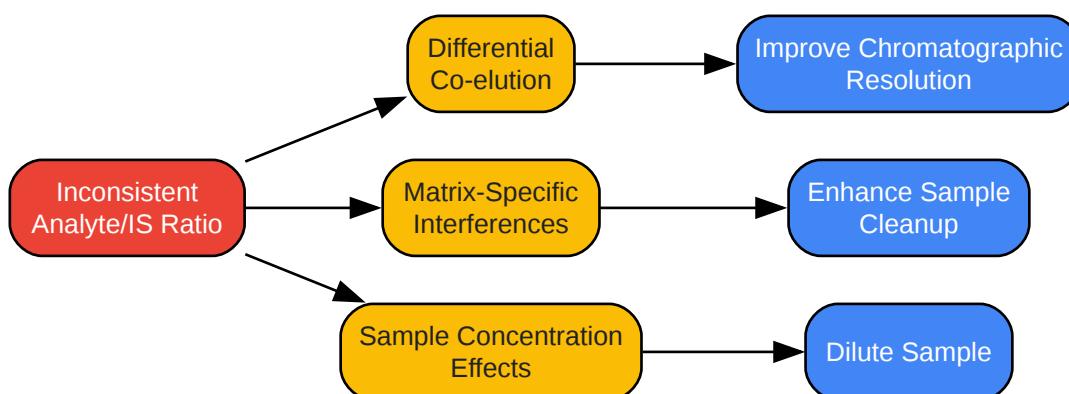 Differential
Co-elution
Improve Chromatographic
Resolution
Inconsistent
Analyte/IS Ratio
Matrix-Specific
Interferences
Enhance Sample
Cleanup
Sample Concentration
Effects
Dilute Sample